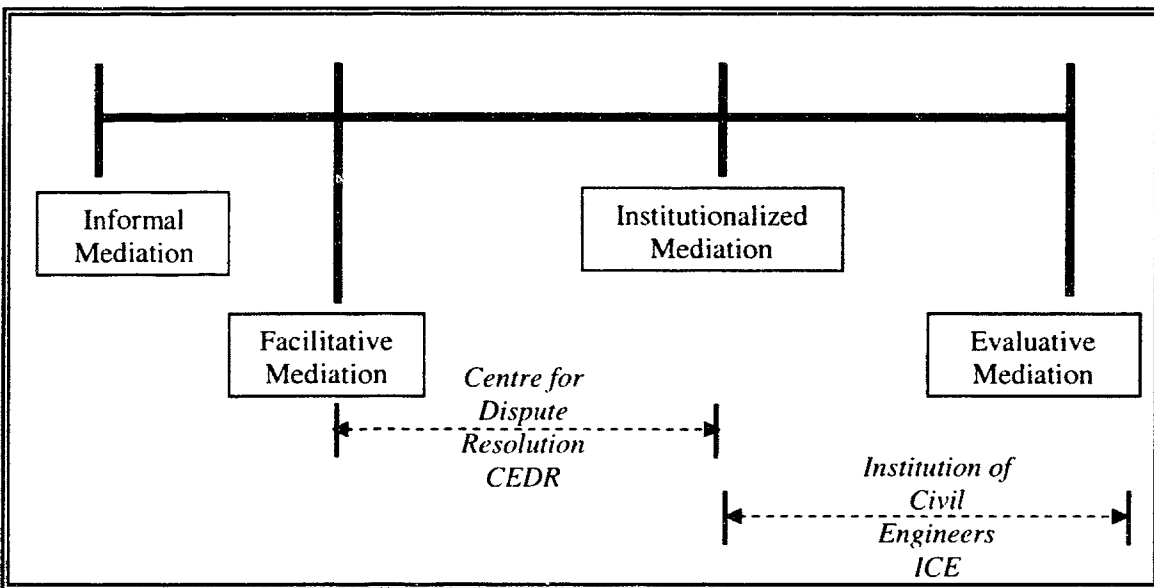 Informal
Mediation
Institutionalized
Mediation
Facilitative
Mediation
Evaluative
Mediation
Centre for
Dispute
Resolution
CEDR
Institution of
Civil
Engineers
ICE